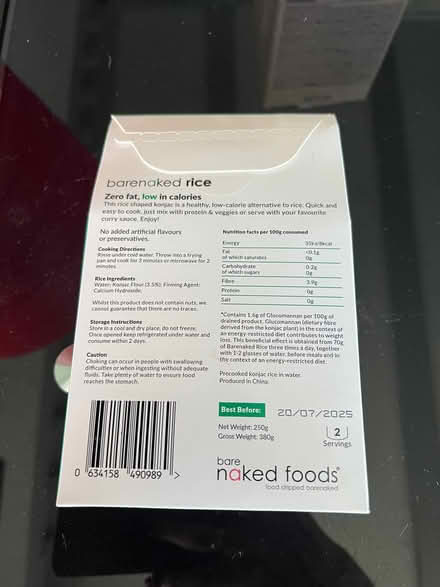 barenaked rice
Zero fat, low in calories
This rice shaped konjac is a healthy, low-calorie alternative to rice. Quick and
easy to cook, just mix with protein & veggies or serve with your favourite
curry sauce. Enjoy!
No added artificial flavours
or preservatives.
Cooking Directions
Rinse under cold water. Throw into a frying
pan and cook for 3 minutes or microwave for 2
minutes.
Rice Ingredients
Water; Konjac Flour (3.5%); Firming Agent:
Calcium Hydroxide.
Whilst this product does not contain nuts, we
cannot guarantee that there are no traces.
Storage Instructions
Store in a cool and dry place, do not freeze.
Once opened keep refrigerated under water and
consume within 2 days.
Caution
Choking can occur in people with swallowing
difficulties or when ingesting without adequate
fluids. Take plenty of water to ensure food
reaches the stomach.
Nutrition facts per 100g consumed
Energy /8kcal
Fat <0.1g
of which saturates 0g
Carbohydrate 0.2g
of which sugars 0g
Fibre 3.9g
Protein 0g
Salt 0g
*Contains 1.6g of Glucomannan per 100g of
drained product. Glucomannan (dietary fibre
derived from the konjac plant) in the context of
an energy-restricted diet contributes to weight
loss. This beneficial effect is obtained from 70g
of Barenaked Rice three times a day, together
with 1-2 glasses of water, before meals and in
the context of an energy-restricted diet.
Precooked konjac rice in water.
Produced in China.
Best Before: 20/07/2025
Net Weight: 250g
Gross Weight: 380g
2
Servings
0 634158 490989 >
bare
naked foods®
food stripped barenaked